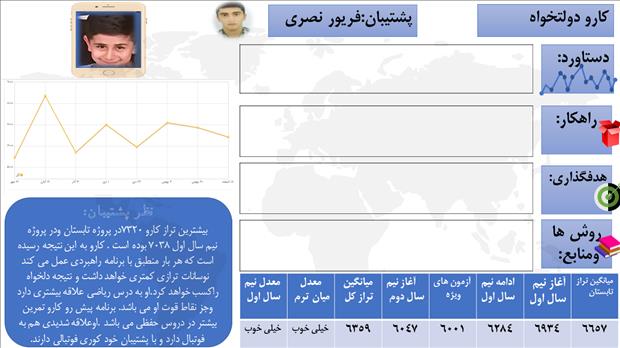 کارو دولتخواه
پشتیبان:فریور نصری
دستاورد:
راهکار:
هدفگذاری:
روش ها
ومنابع:
نظر پشتیبان:
بیشترین تراز کارو ۷۳۲۰در پروژه تابستان ودر پروژه
نیم سال اول ۷۰۳۸ بوده است . کارو به این نتیجه رسیده
است که هر بار منطبق با برنامه راهبردی عمل می کند
نوسانات ترازی کمتری خواهد داشت و نتیجه دلخواه
راکسب خواهد کرد.او به درس ریاضی علاقه بیشتری دارد
وجز نقاط قوت او می باشد. برنامه پیش رو کارو تمرین
بیشتر در دروس حفظی می باشد .اوعلاقه شدیدی هم به
فوتبال دارد و با پشتیبان خود کوری فوتبالی دارند.
میانگین تراز تابستان آغاز نیم سال اول ادامه نیم سال اول آزمون های ویژه آغاز نیم سال دوم میانگین تراز کل معدل میان ترم معدل نیم سال اول
۶۶۵۷ ۶۹۳۴ ۶۲۸۴ ۶۰۰۱ ۶۰۴۷ ۶۳۵۹ خیلی خوب خیلی خوب